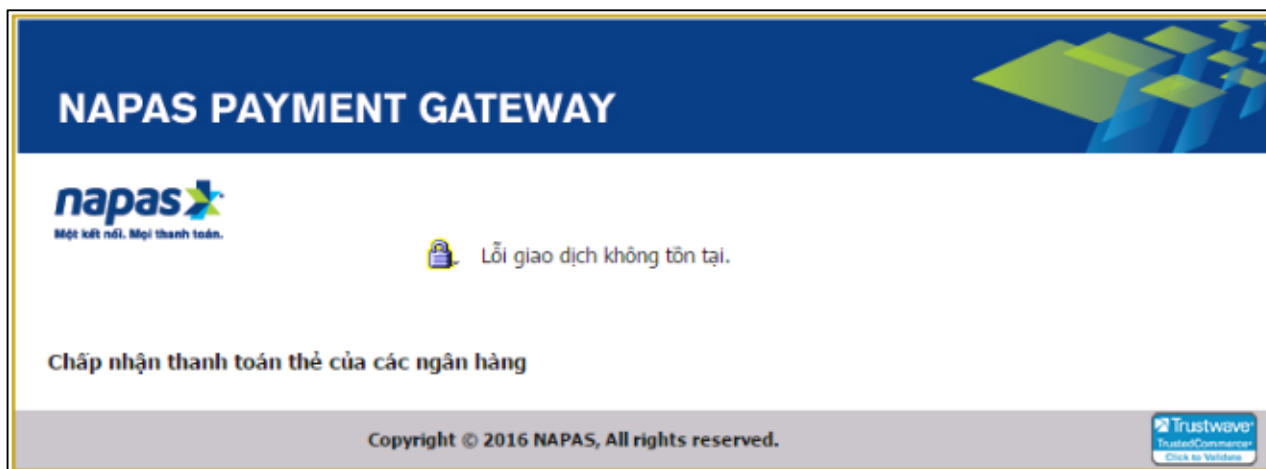 NAPAS PAYMENT GATEWAY
napas
Một kết nối. Mọi thanh toán.
Lỗi giao dịch không tồn tại.
Chấp nhận thanh toán thẻ của các ngân hàng
Copyright © 2016 NAPAS, All rights reserved.
Trustwave
TrustedCommerce
Click to Validate